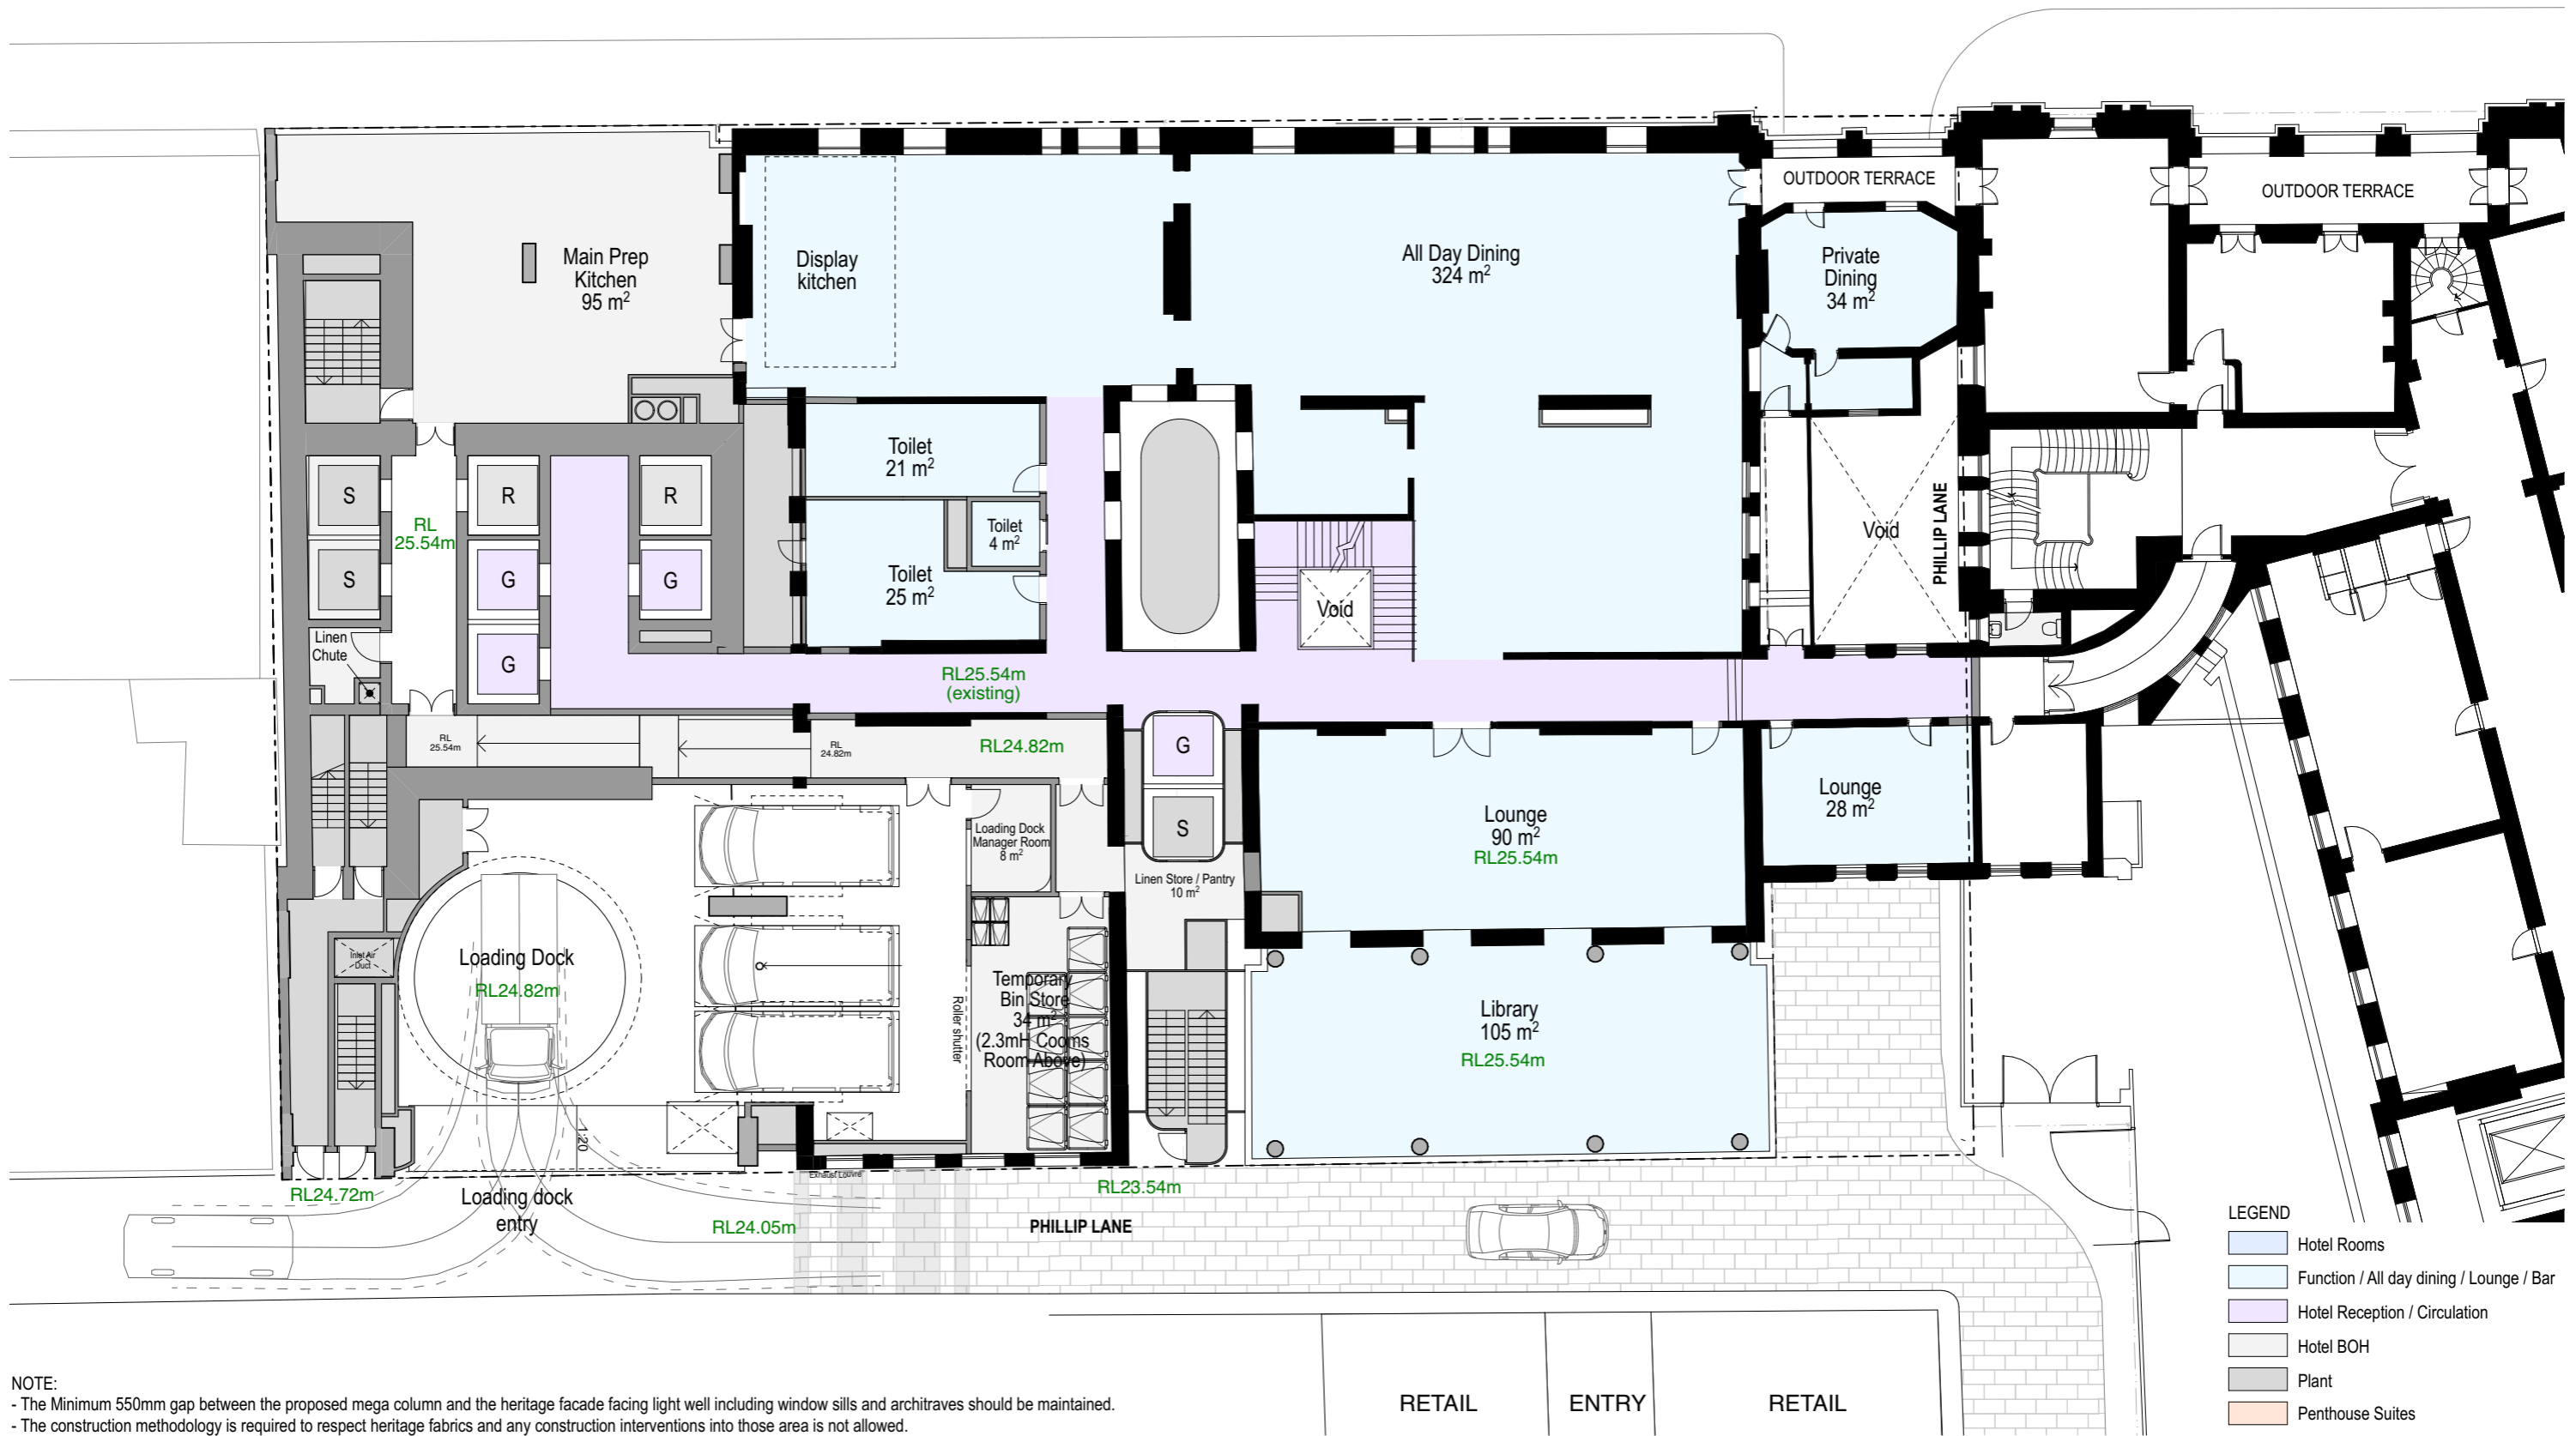 OUTDOOR TERRACE
OUTDOOR TERRACE
Main Prep
Kitchen
95 m²
Display
kitchen
All Day Dining
324 m²
Private
Dining
34 m²
Toilet
21 m²
S
R
R
RL
25.54m
Toilet
4 m²
Void
PHILLIP LANE
S
G
G
Toilet
25 m²
Void
Linen
Chute
G
RL25.54m
(existing)
RL
25.54m
RL
24.82m
RL24.82m
G
Lounge
28 m²
Lounge
90 m²
RL25.54m
S
Loading Dock
Manager Room
8 m²
Linen Store / Pantry
10 m²
Inlet Air
Duct
Loading Dock
RL24.82m
Roller shutter
Temporary
Bin Store
34 m²
(2.3mH Cooms
Room Above)
Library
105 m²
RL25.54m
1:20
Exhaust Louvre
RL24.72m
Loading dock
entry
RL24.05m
RL23.54m
PHILLIP LANE
LEGEND
Hotel Rooms
Function / All day dining / Lounge / Bar
Hotel Reception / Circulation
Hotel BOH
Plant
Penthouse Suites
RETAIL
ENTRY
RETAIL
NOTE:
- The Minimum 550mm gap between the proposed mega column and the heritage facade facing light well including window sills and architraves should be maintained.
- The construction methodology is required to respect heritage fabrics and any construction interventions into those area is not allowed.